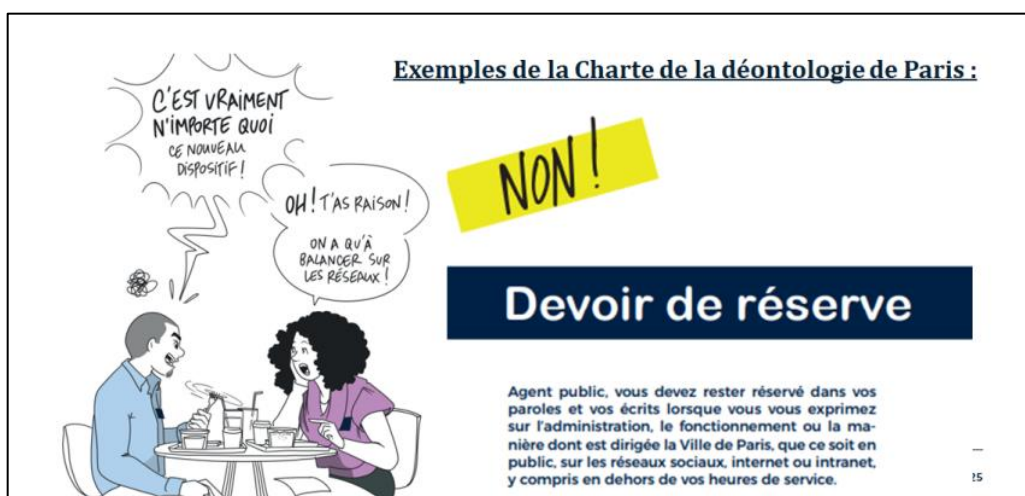 Exemples de la Charte de la déontologie de Paris :
C'EST VRAIMENT
N'IMPORTE QUOI
CE NOUVEAU
DISPOSITIF !
OH ! T'AS RAISON !
ON A QU'À
BALANCER SUR
LES RÉSEAUX !
NON !
Devoir de réserve
Agent public, vous devez rester réservé dans vos
paroles et vos écrits lorsque vous vous exprimez
sur l'administration, le fonctionnement ou la ma-
nière dont est dirigée la Ville de Paris, que ce soit en
public, sur les réseaux sociaux, internet ou intranet,
y compris en dehors de vos heures de service.